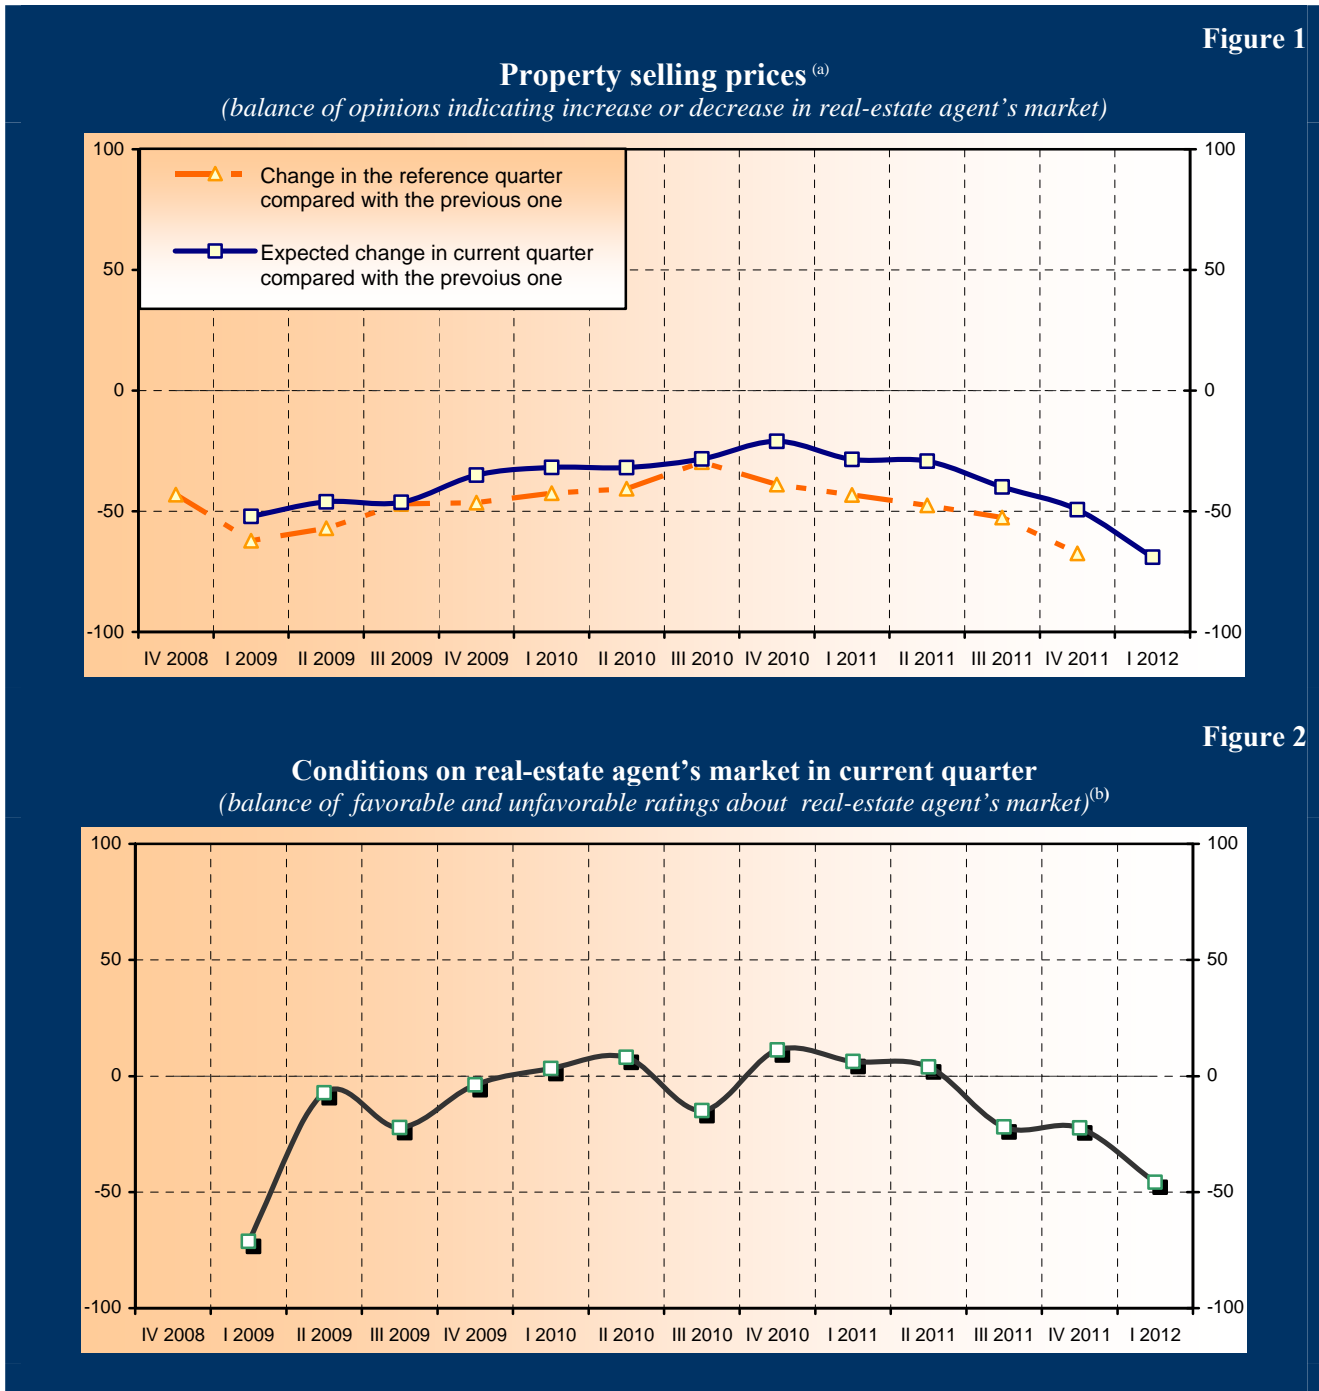 Figure 1
Property selling prices (a)
(balance of opinions indicating increase or decrease in real-estate agent's market)
100
100
Change in the reference quarter
compared with the previous one
Expected change in current quarter
compared with the prevoius one
50
50
0
0
-50
-50
-100
-100
IV 2008 I 2009 II 2009 III 2009 IV 2009 I 2010 II 2010 III 2010 IV 2010 I 2011 II 2011 III 2011 IV 2011 I 2012
Figure 2
Conditions on real-estate agent's market in current quarter
(balance of favorable and unfavorable ratings about real-estate agent's market)(b)
100
100
50
50
0
0
-50
-50
-100
-100
IV 2008 I 2009 II 2009 III 2009 IV 2009 I 2010 II 2010 III 2010 IV 2010 I 2011 II 2011 III 2011 IV 2011 I 2012